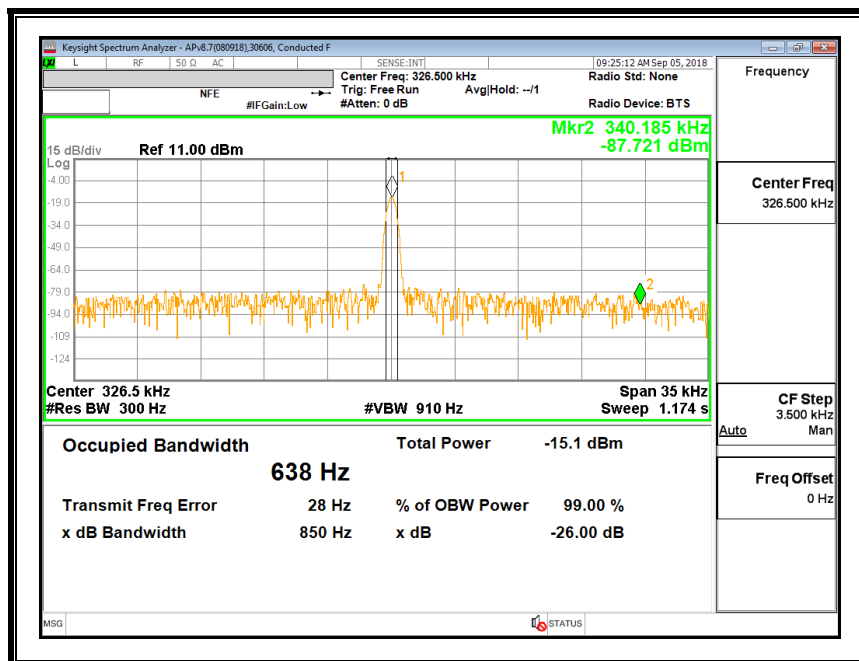 Keysight Spectrum Analyzer - APv8.7(080918),30606, Conducted F
LXI L RF 50 Ω AC SENSE:INT 09:25:12 AM Sep 05, 2018
Center Freq: 326.500 kHz Radio Std: None
NFE Trig: Free Run Avg|Hold: --/1
#IFGain:Low #Atten: 0 dB Radio Device: BTS
Mkr2 340.185 kHz
-87.721 dBm
15 dB/div Ref 11.00 dBm
Log
-4.00
-19.0
-34.0
-49.0
-64.0
-79.0
-94.0
-109
-124
1
2
Center 326.5 kHz Span 35 kHz
#Res BW 300 Hz #VBW 910 Hz Sweep 1.174 s
Occupied Bandwidth Total Power -15.1 dBm
638 Hz
Transmit Freq Error 28 Hz % of OBW Power 99.00 %
x dB Bandwidth 850 Hz x dB -26.00 dB
MSG STATUS
Frequency
Center Freq
326.500 kHz
CF Step
3.500 kHz
Auto Man
Freq Offset
0 Hz